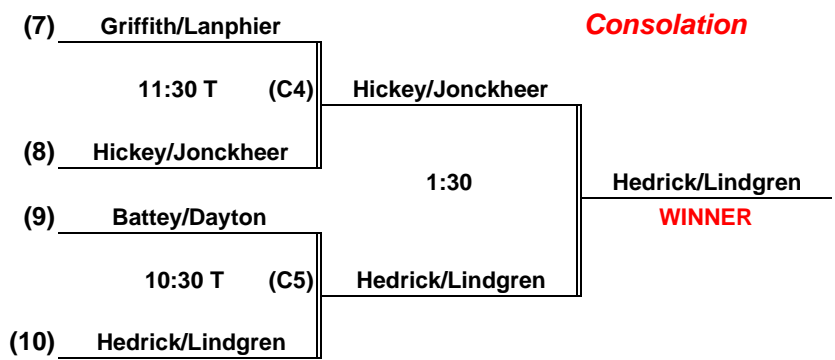 (7) Griffith/Lanphier
Consolation
11:30 T (C4)
Hickey/Jonckheer
(8) Hickey/Jonckheer
1:30
Hedrick/Lindgren
WINNER
(9) Battey/Dayton
10:30 T (C5)
Hedrick/Lindgren
(10) Hedrick/Lindgren